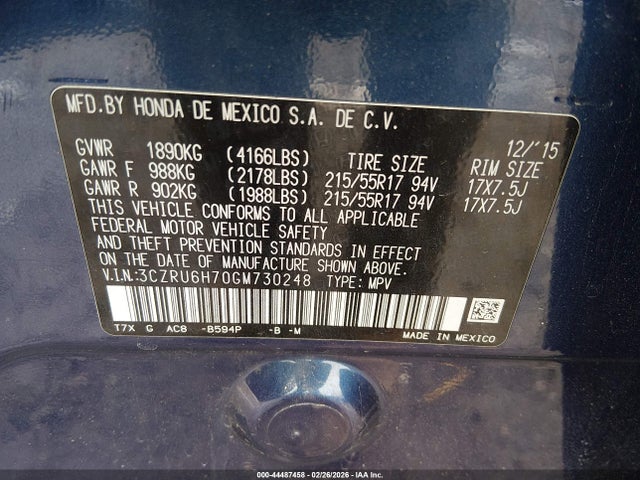 MFD.BY HONDA DE MEXICO S.A. DE C.V.
12/'15
GVWR 1890KG (4166LBS) TIRE SIZE RIM SIZE
GAWR F 988KG (2178LBS) 215/55R17 94V 17X7.5J
GAWR R 902KG (1988LBS) 215/55R17 94V 17X7.5J
THIS VEHICLE CONFORMS TO ALL APPLICABLE
FEDERAL MOTOR VEHICLE SAFETY
AND THEFT PREVENTION STANDARDS IN EFFECT
ON THE DATE OF MANUFACTURE SHOWN ABOVE.
V.I.N.:3CZRU6H70GM730248 TYPE: MPV
T7X G AC8 -B594P -B -M
MADE IN MEXICO
000-44487458 | 02/26/2026 | Copyright: IAA, Inc.